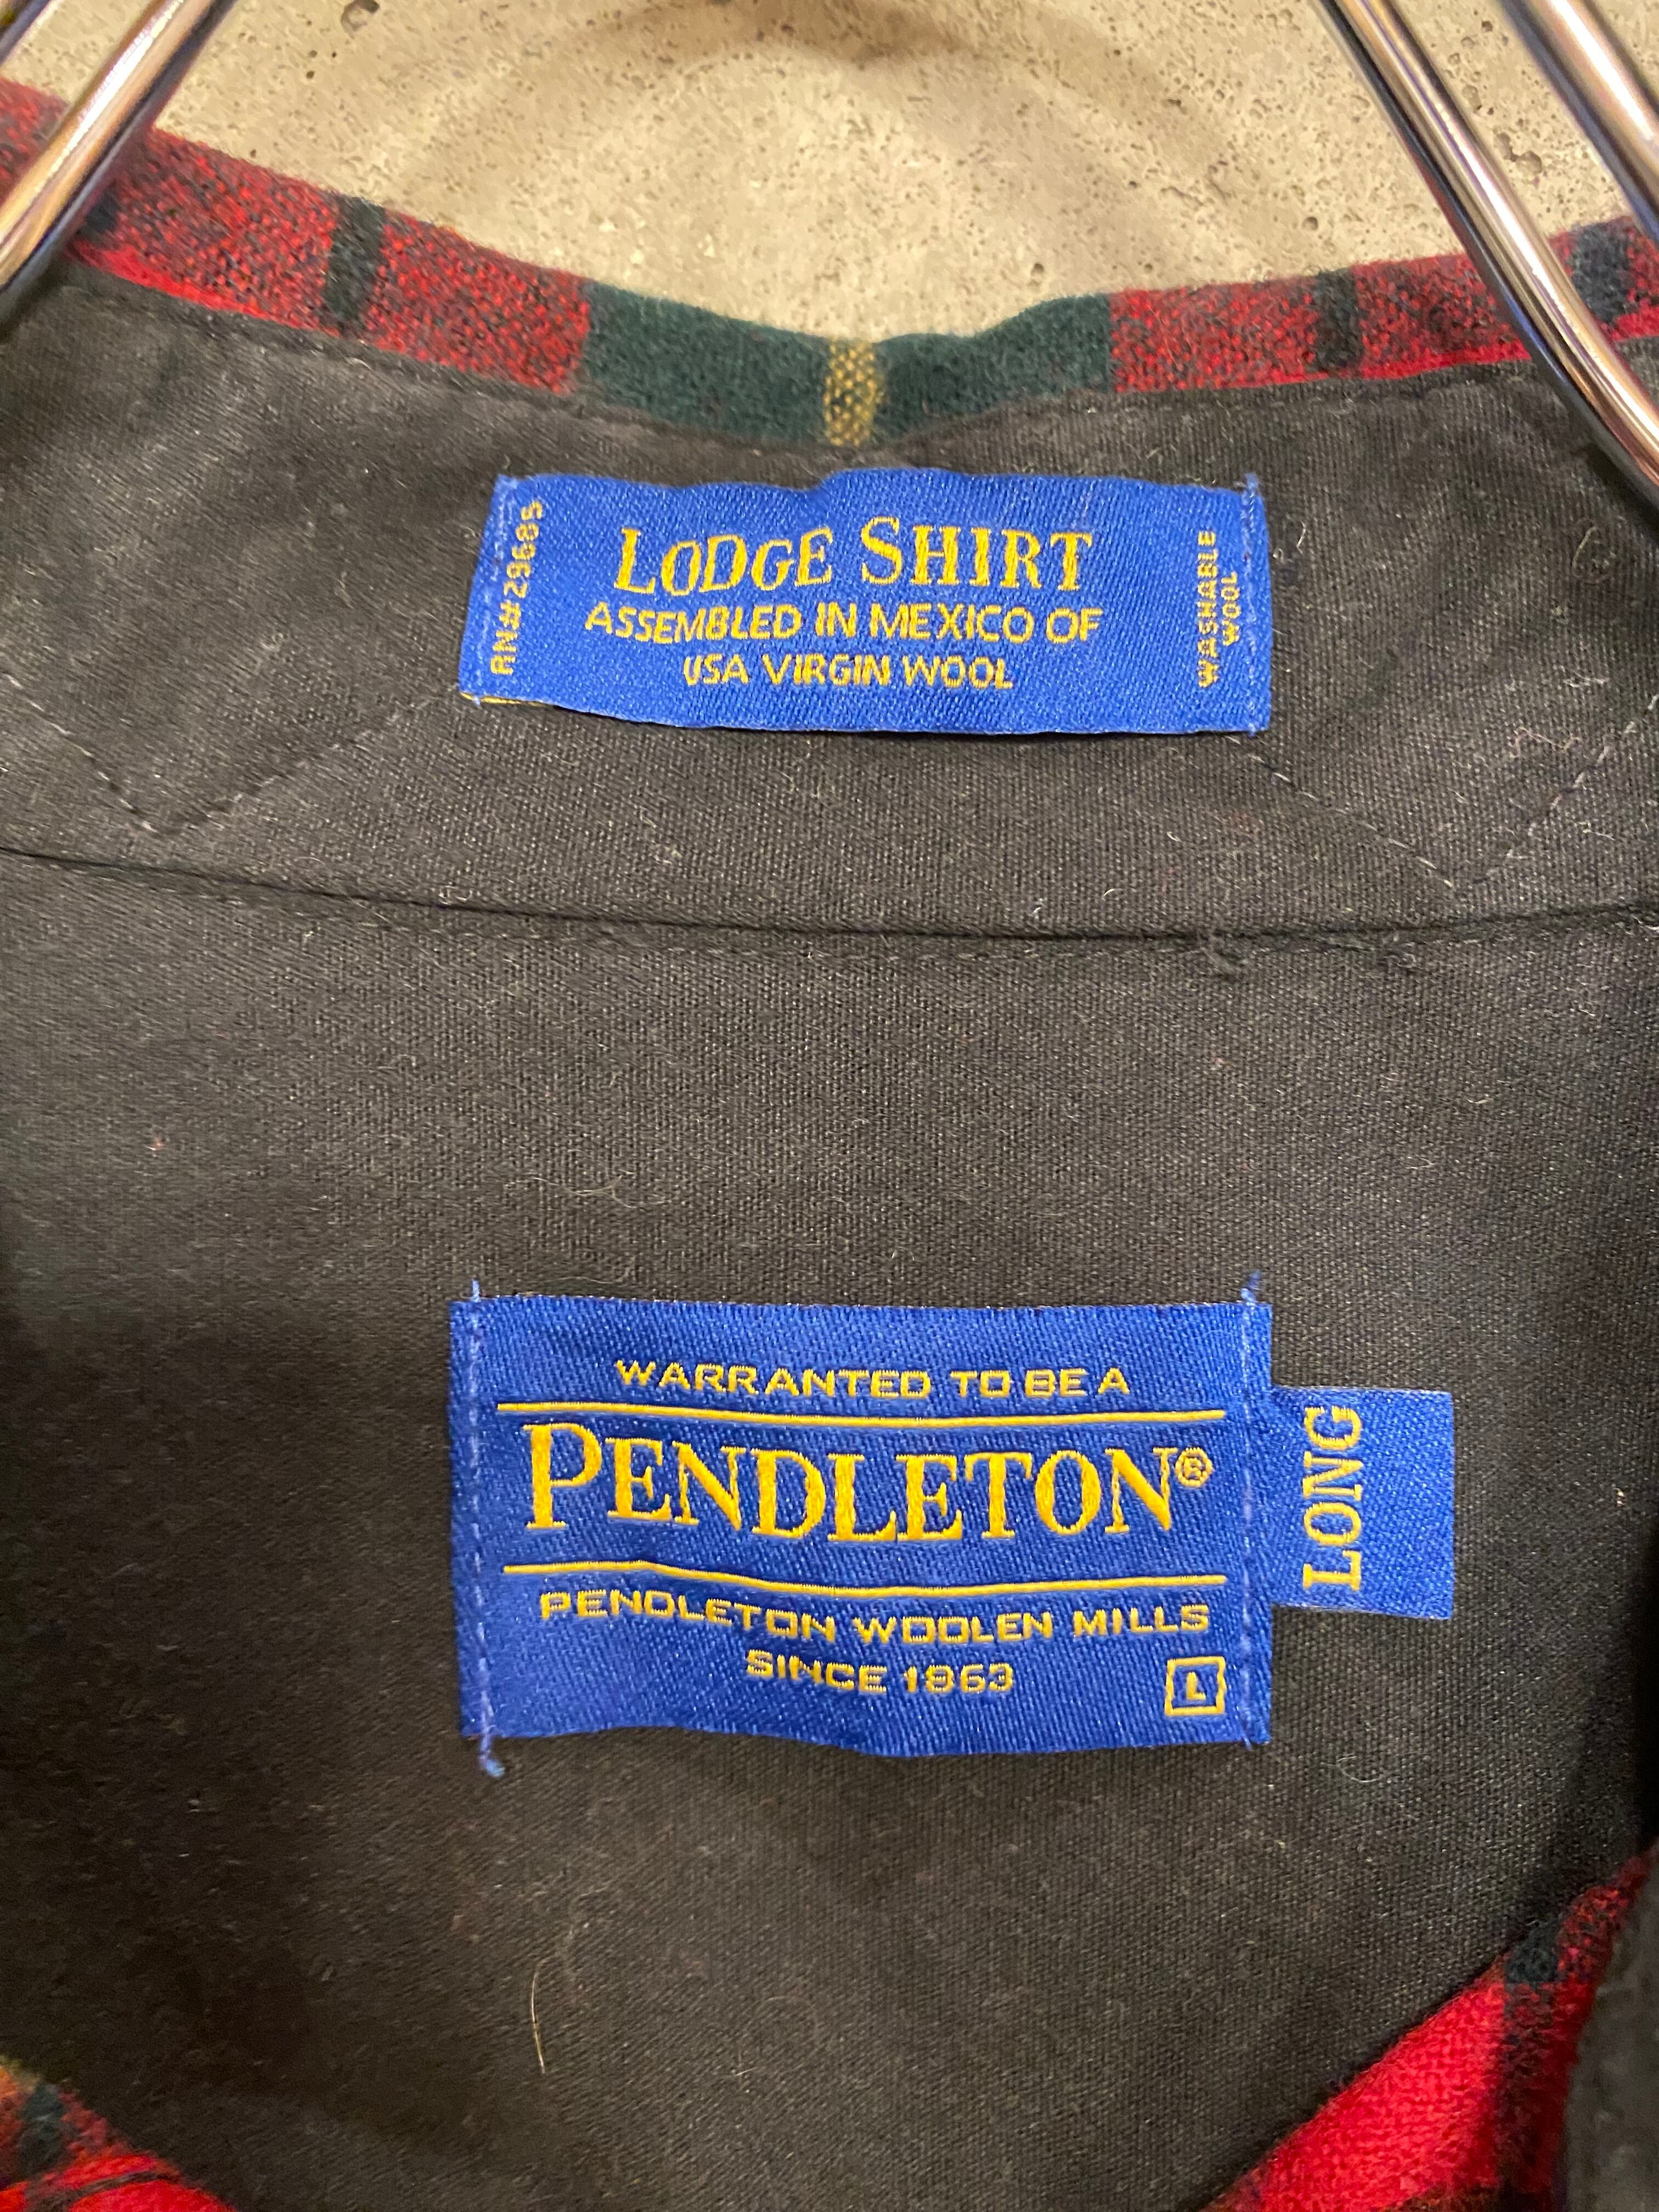 RN#29685
LODGE SHIRT
ASSEMBLED IN MEXICO OF
USA VIRGIN WOOL
WASHABLE
WOOL
WARRANTED TO BE A
PENDLETON®
PENDLETON WOOLEN MILLS
SINCE 1863
L
LONG